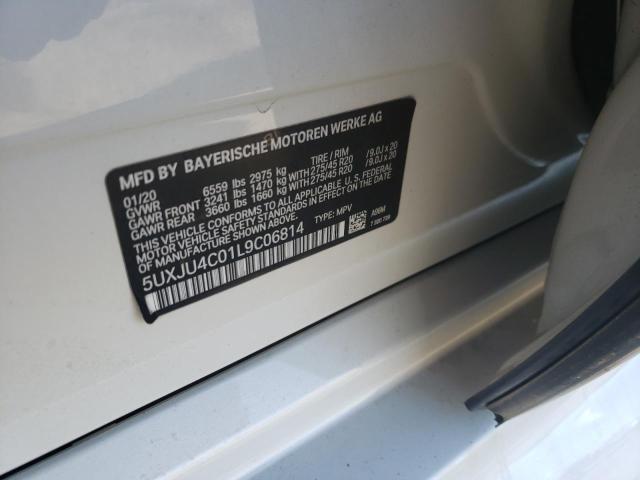 MFD BY BAYERISCHE MOTOREN WERKE AG
01/20 TIRE / RIM
GVWR 6559 lbs 2975 kg
GAWR FRONT 3241 lbs 1470 kg WITH 275/45 R20 /9.0J x 20
GAWR REAR 3660 lbs 1660 kg WITH 275/45 R20 /9.0J x 20
THIS VEHICLE CONFORMS TO ALL APPLICABLE U.S. FEDERAL
MOTOR VEHICLE SAFETY STANDARDS IN EFFECT ON THE DATE
OF MANUFACTURE SHOWN ABOVE.
5UXJU4C01L9C06814 TYPE: MPV